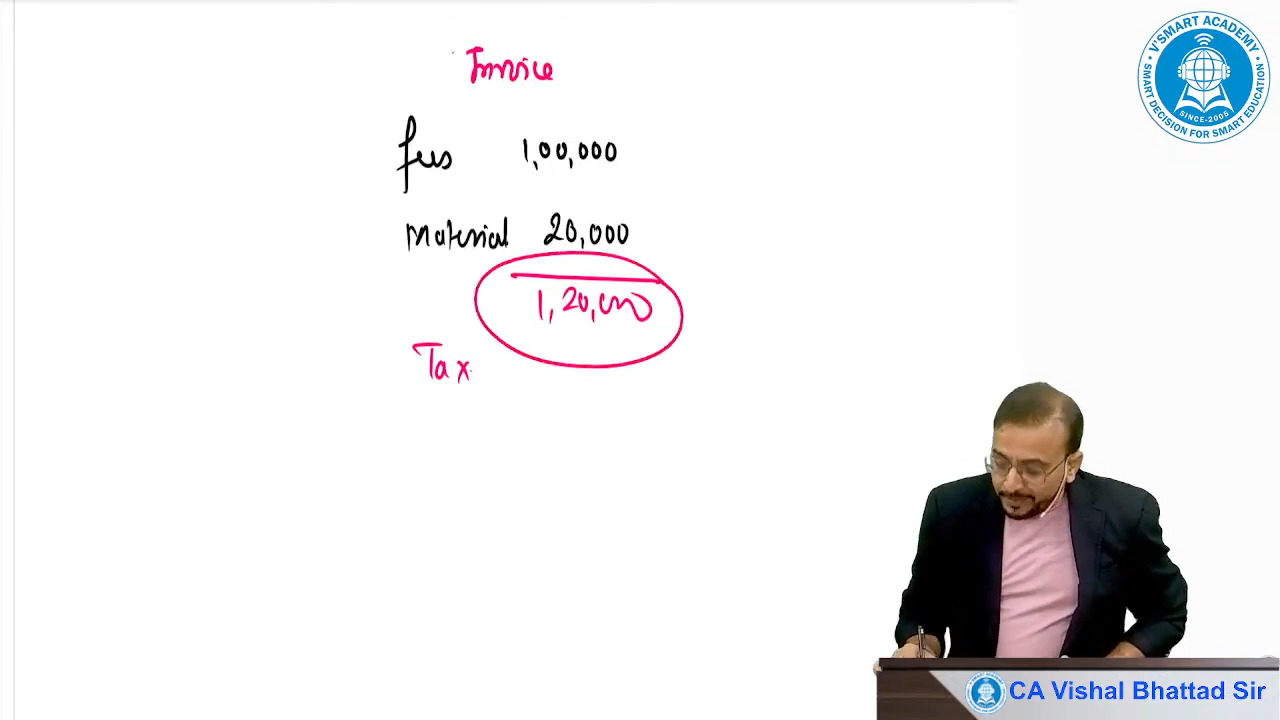 Invoice
fees 1,00,000
Material 20,000
1,20,000
Tax
V'SMART ACADEMY
SINCE-2005
SMART DECISION FOR SMART EDUCATION
CA Vishal Bhattad Sir